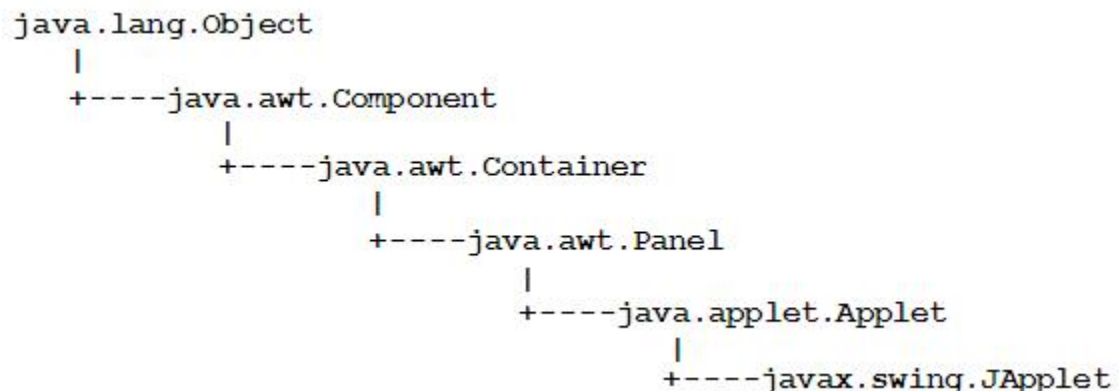 java.lang.Object
|
+----java.awt.Component
|
+----java.awt.Container
|
+----java.awt.Panel
|
+----java.applet.Applet
|
+----javax.swing.JApplet